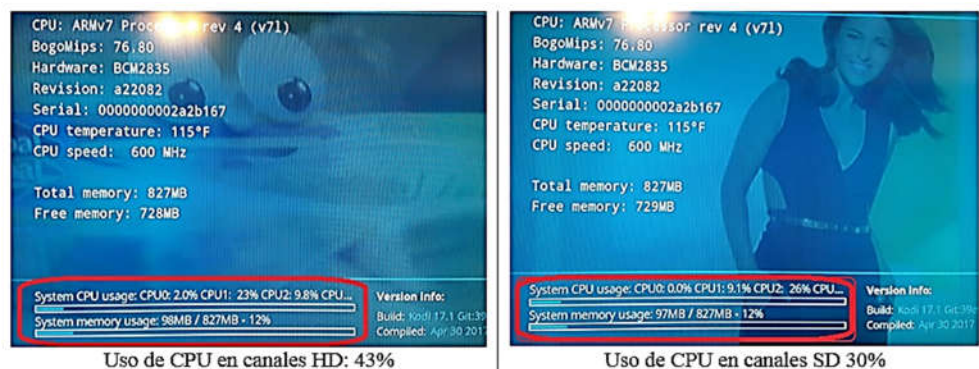 CPU: ARMv7 Processor rev 4 (v7l)
BogoMips: 76.80
Hardware: BCM2835
Revision: a22082
Serial: 0000000002a2b167
CPU temperature: 115°F
CPU speed: 600 MHz
Total memory: 827MB
Free memory: 728MB
System CPU usage: CPU0: 2.0% CPU1: 23% CPU2: 9.8% CPU...
System memory usage: 98MB / 827MB - 12%
Version Info:
Build: Kodi 17.1 Git:39
Compiled: Apr 30 2017
Uso de CPU en canales HD: 43%
CPU: ARMv7 Processor rev 4 (v7l)
BogoMips: 76.80
Hardware: BCM2835
Revision: a22082
Serial: 0000000002a2b167
CPU temperature: 115°F
CPU speed: 600 MHz
Total memory: 827MB
Free memory: 729MB
System CPU usage: CPU0: 0.0% CPU1: 9.1% CPU2: 26% CPU...
System memory usage: 97MB / 827MB - 12%
Version Info:
Build: Kodi 17.1 Git:39
Compiled: Apr 30 2017
Uso de CPU en canales SD 30%